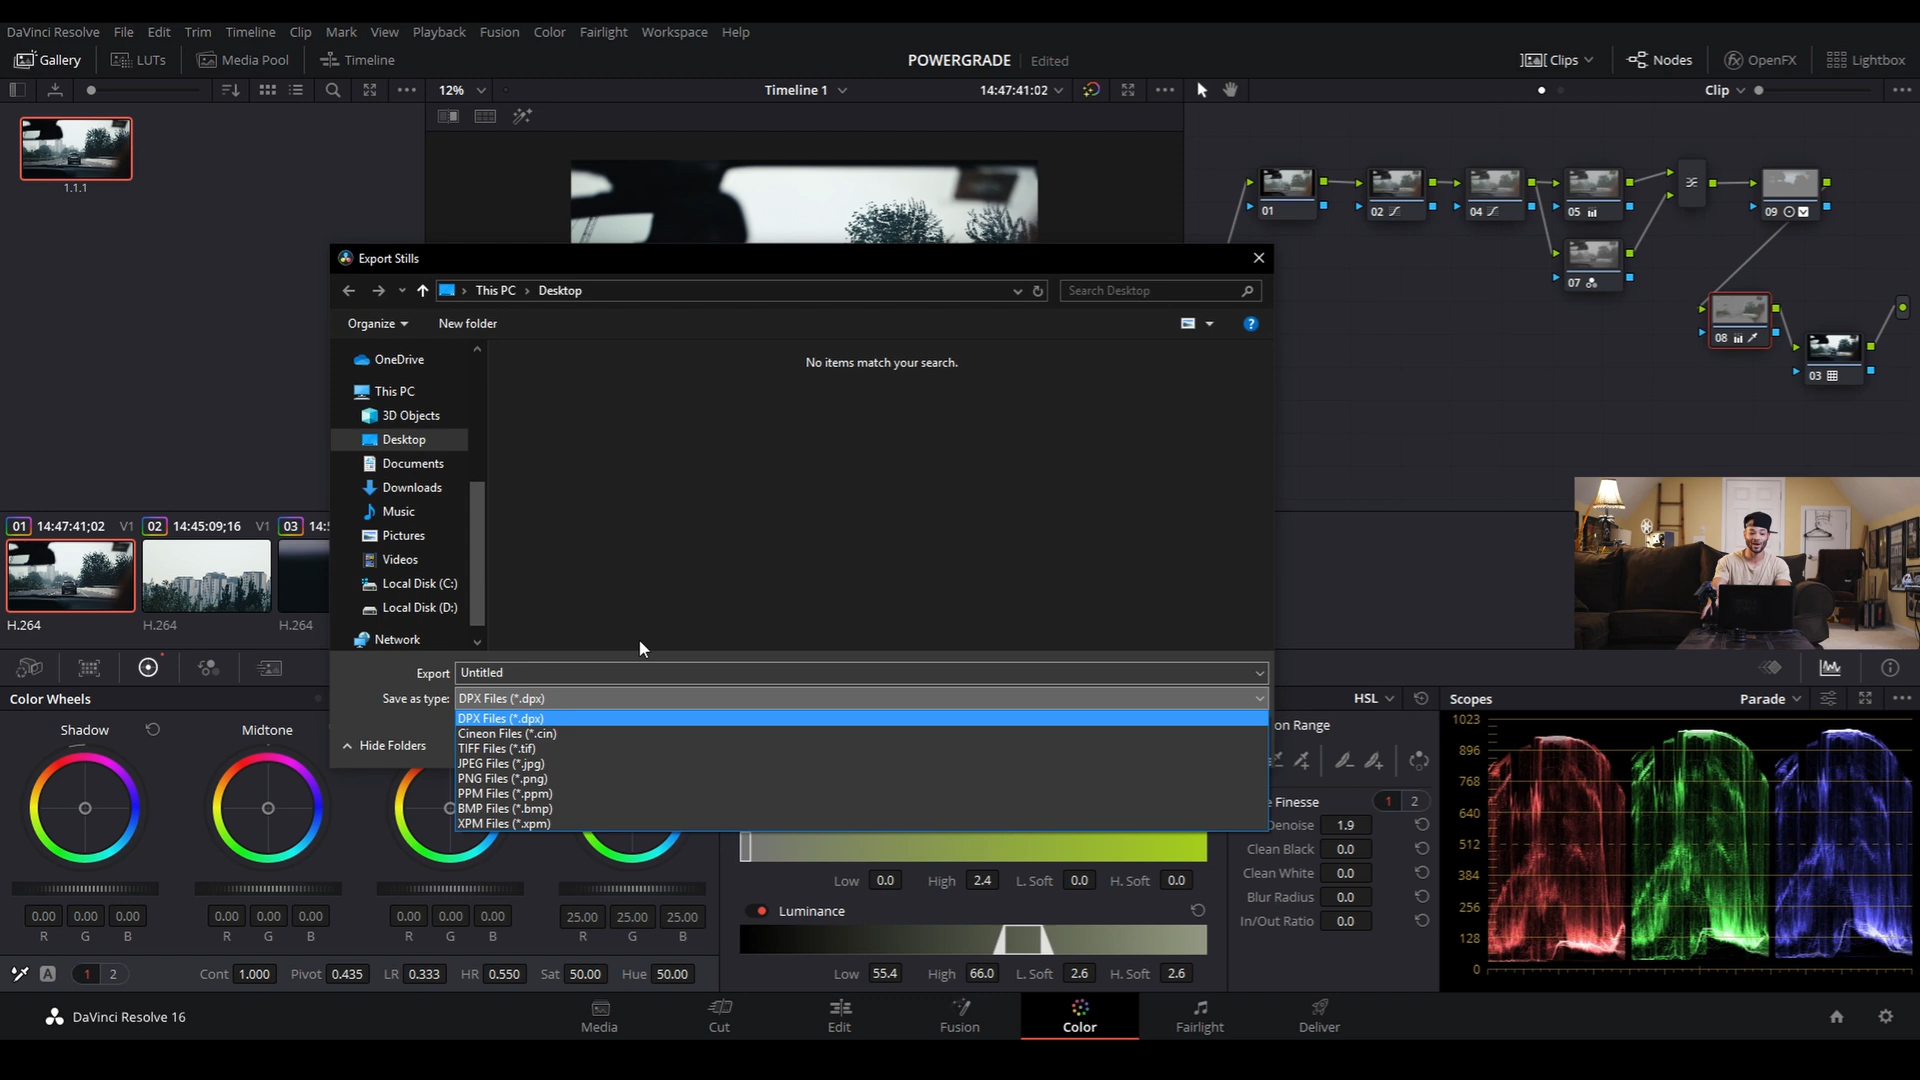 DaVinci Resolve File Edit Trim Timeline Clip Mark View Playback Fusion Color Fairlight Workspace Help
Gallery LUTs Media Pool Timeline POWERGRADE Edited Clips Nodes OpenFX Lightbox
12% Timeline 1 14:47:41:02 Clip
1.1.1
01 02 04 05 09
07
08
03
Export Stills
This PC Desktop Search Desktop
Organize New folder
OneDrive
No items match your search.
This PC
3D Objects
Desktop
Documents
Downloads
Music
Pictures
Videos
Local Disk (C:)
Local Disk (D:)
Network
01 14:47:41;02 V1 02 14:45:09;16 V1 03
H.264 H.264 H.264
Export Untitled
Save as type: DPX Files (*.dpx)
DPX Files (*.dpx)
Cineon Files (*.cin)
TIFF Files (*.tif)
JPEG Files (*.jpg)
PNG Files (*.png)
PPM Files (*.ppm)
BMP Files (*.bmp)
XPM Files (*.xpm)
Hide Folders
Color Wheels HSL Scopes Parade
Shadow Midtone on Range
1023
896
768
640
512
384
256
128
0
Finesse 1 2
Denoise 1.9
Clean Black 0.0
Clean White 0.0
Blur Radius 0.0
In/Out Ratio 0.0
Low 0.0 High 2.4 L. Soft 0.0 H. Soft 0.0
Luminance
Low 55.4 High 66.0 L. Soft 2.6 H. Soft 2.6
0.00 0.00 0.00 0.00 0.00 0.00 0.00 0.00 0.00 25.00 25.00 25.00
R G B R G B R G B R G B
A 1 2 Cont 1.000 Pivot 0.435 LR 0.333 HR 0.550 Sat 50.00 Hue 50.00
DaVinci Resolve 16 Media Cut Edit Fusion Color Fairlight Deliver